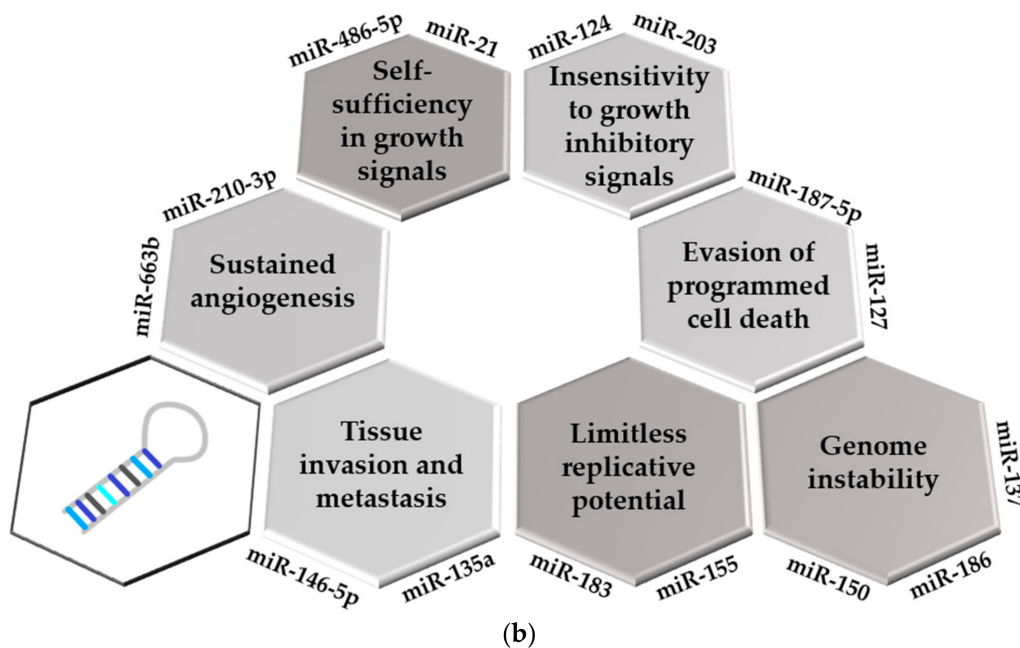 miR-486-5p
miR-21
Self-
sufficiency
in growth
signals
miR-124
miR-203
Insensitivity
to growth
inhibitory
signals
miR-210-3p
miR-663b
Sustained
angiogenesis
miR-187-5p
miR-127
Evasion of
programmed
cell death
Tissue
invasion and
metastasis
miR-146-5p
miR-135a
Limitless
replicative
potential
miR-183
miR-155
Genome
instability
miR-137
miR-150
miR-186
(b)